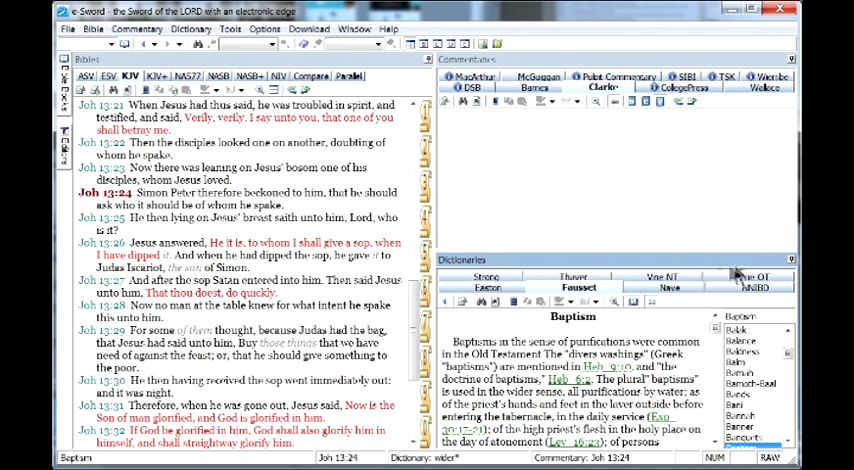 e-Sword - the Sword of the LORD with an electronic edge
File Bible Commentary Dictionary Tools Options Download Window Help
Bibles
ASV ESV KJV KJV+ NAS77 NASB NASB+ NIV Compare Parallel
Joh 13:21 When Jesus had thus said, he was troubled in spirit, and
testified, and said, Verily, verily, I say unto you, that one of you
shall betray me.
Joh 13:22 Then the disciples looked one on another, doubting of
whom he spake.
Joh 13:23 Now there was leaning on Jesus' bosom one of his
disciples, whom Jesus loved.
Joh 13:24 Simon Peter therefore beckoned to him, that he should
ask who it should be of whom he spake.
Joh 13:25 He then lying on Jesus' breast saith unto him, Lord, who
is it?
Joh 13:26 Jesus answered, He it is, to whom I shall give a sop, when
I have dipped it. And when he had dipped the sop, he gave it to
Judas Iscariot, the son of Simon.
Joh 13:27 And after the sop Satan entered into him. Then said Jesus
unto him, That thou doest, do quickly.
Joh 13:28 Now no man at the table knew for what intent he spake
this unto him.
Joh 13:29 For some of them thought, because Judas had the bag,
that Jesus had said unto him, Buy those things that we have
need of against the feast; or, that he should give something to
the poor.
Joh 13:30 He then having received the sop went immediately out:
and it was night.
Joh 13:31 Therefore, when he was gone out, Jesus said, Now is the
Son of man glorified, and God is glorified in him.
Joh 13:32 If God be glorified in him, God shall also glorify him in
himself, and shall straightway glorify him.
Commentaries
MacArthur McGuggan Pulpit Commentary SIBI TSK Wiersbe
DSB Barnes Clarke CollegePress Wallace
Dictionaries
Strong Thayer Vine NT OT
Easton Fausset Nave NNIBD
Baptism
Baptisms in the sense of purifications were common
in the Old Testament The "divers washings" (Greek
"baptisms") are mentioned in Heb_9:10, and "the
doctrine of baptisms," Heb_6:2. The plural "baptisms"
is used in the wider sense, all purifications by water; as
of the priest's hands and feet in the laver outside before
entering the tabernacle, in the daily service (Exo_
30:17-21); of the high priest's flesh in the holy place on
the day of atonement (Lev_16:23); of persons
Baptism
Balak
Balance
Baldness
Balm
Bamah
Bamoth-Baal
Bands
Bani
Bannah
Banner
Banquets
Baptism Joh 13:24 Dictionary: wider* Commentary: Joh 13:24 NUM RAW